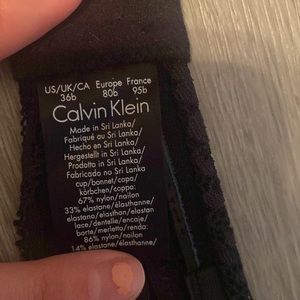 US/UK/CA Europe France
36b 80b 95b
Calvin Klein
Made in Sri Lanka/
Fabriqué au Sri Lanka/
Hecho en Sri Lanka/
Hergestellt in Sri Lanka/
Prodotto in Sri Lanka/
Fabricado no Sri Lanka
cup/bonnet/copa/
körbchen/coppa:
67% nylon/nailon
33% elastane/élasthanne/
elastano/elasthan/elastan
lace/dentelle/encaje/
borte/merletto/renda:
86% nylon/nailon
14% elastane/élasthanne/